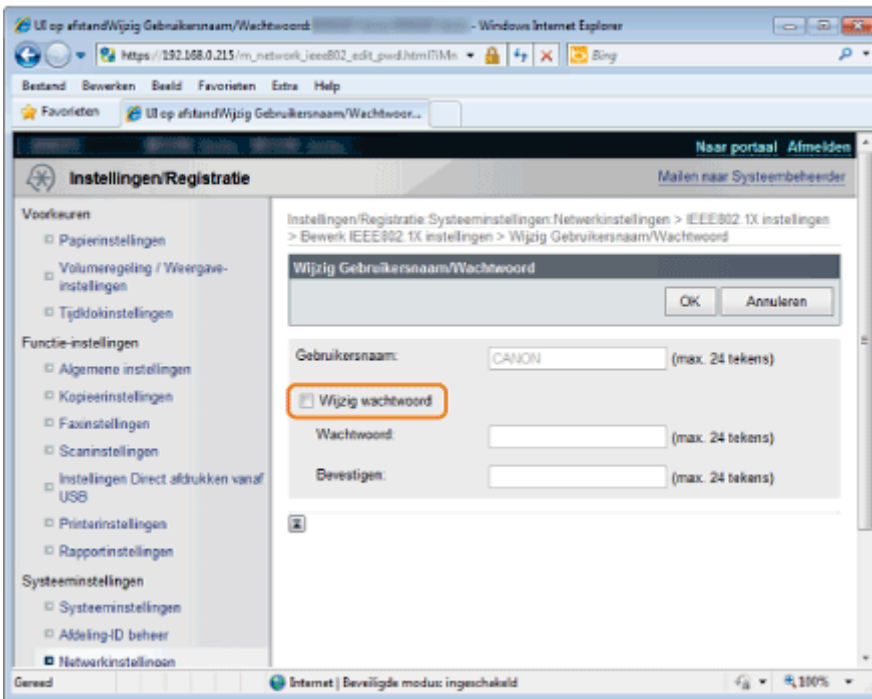 UI op afstandWijzig Gebruikersnaam/Wachtwoord:
- Windows Internet Explorer
https://192.168.0.215/m_network_ieee802_edit_pwd.html?iMn
Bing
Bestand Bewerken Beeld Favorieten Extra Help
Favorieten
UI op afstandWijzig Gebruikersnaam/Wachtwoor...
Naar portaal Afmelden
Instellingen/Registratie
Mailen naar Systeembeheerder
Voorkeuren
Papierinstellingen
Volumeregeling / Weergave-
instellingen
Tijdklokinstellingen
Functie-instellingen
Algemene instellingen
Kopieerinstellingen
Faxinstellingen
Scaninstellingen
Instellingen Direct afdrukken vanaf
USB
Printerinstellingen
Rapportinstellingen
Systeeminstellingen
Systeeminstellingen
Afdeling-ID beheer
Netwerkinstellingen
Instellingen/Registratie:Systeeminstellingen:Netwerkinstellingen > IEEE802.1X instellingen
> Bewerk IEEE802.1X instellingen > Wijzig Gebruikersnaam/Wachtwoord
Wijzig Gebruikersnaam/Wachtwoord
OK Annuleren
Gebruikersnaam: CANON (max. 24 tekens)
Wijzig wachtwoord
Wachtwoord: (max. 24 tekens)
Bevestigen: (max. 24 tekens)
Gereed
Internet | Beveiligde modus: ingeschakeld
100%